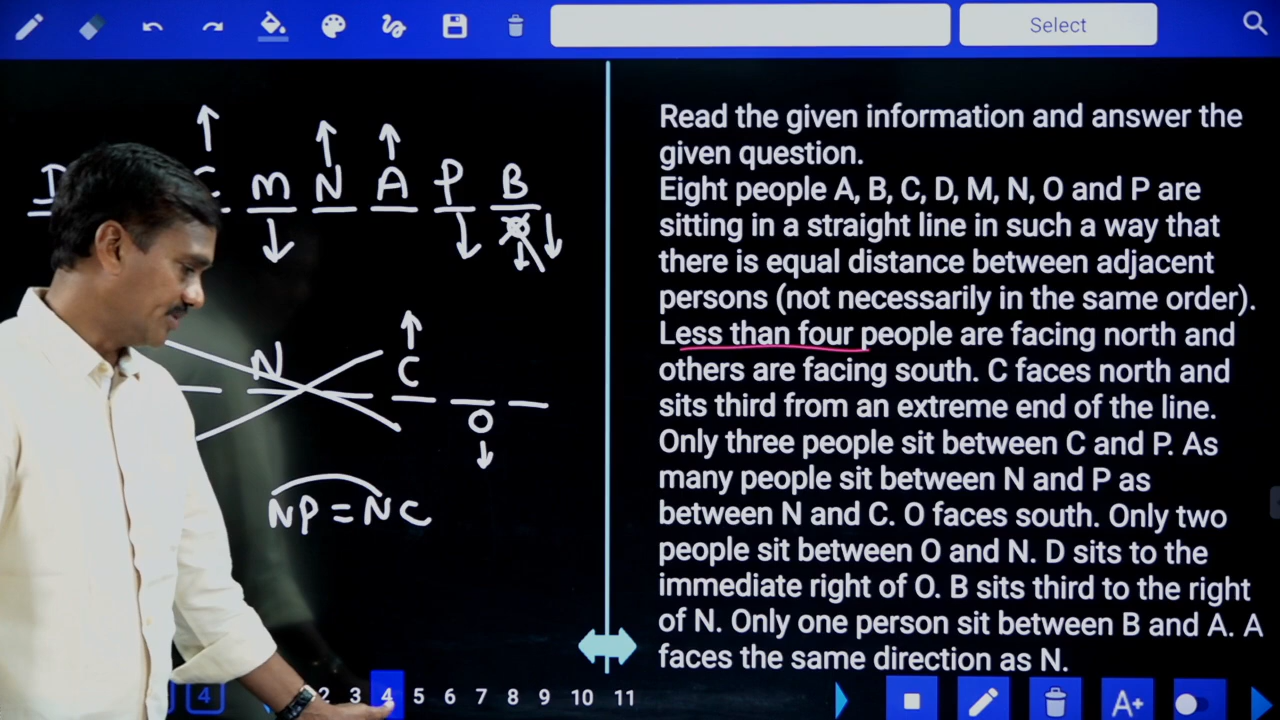 Select
Read the given information and answer the
given question.
Eight people A, B, C, D, M, N, O and P are
sitting in a straight line in such a way that
there is equal distance between adjacent
persons (not necessarily in the same order).
Less than four people are facing north and
others are facing south. C faces north and
sits third from an extreme end of the line.
Only three people sit between C and P. As
many people sit between N and P as
between N and C. O faces south. Only two
people sit between O and N. D sits to the
immediate right of O. B sits third to the right
of N. Only one person sit between B and A. A
faces the same direction as N.
D C M N A P B
N C
O
NP = NC
4 2 3 4 5 6 7 8 9 10 11
A+